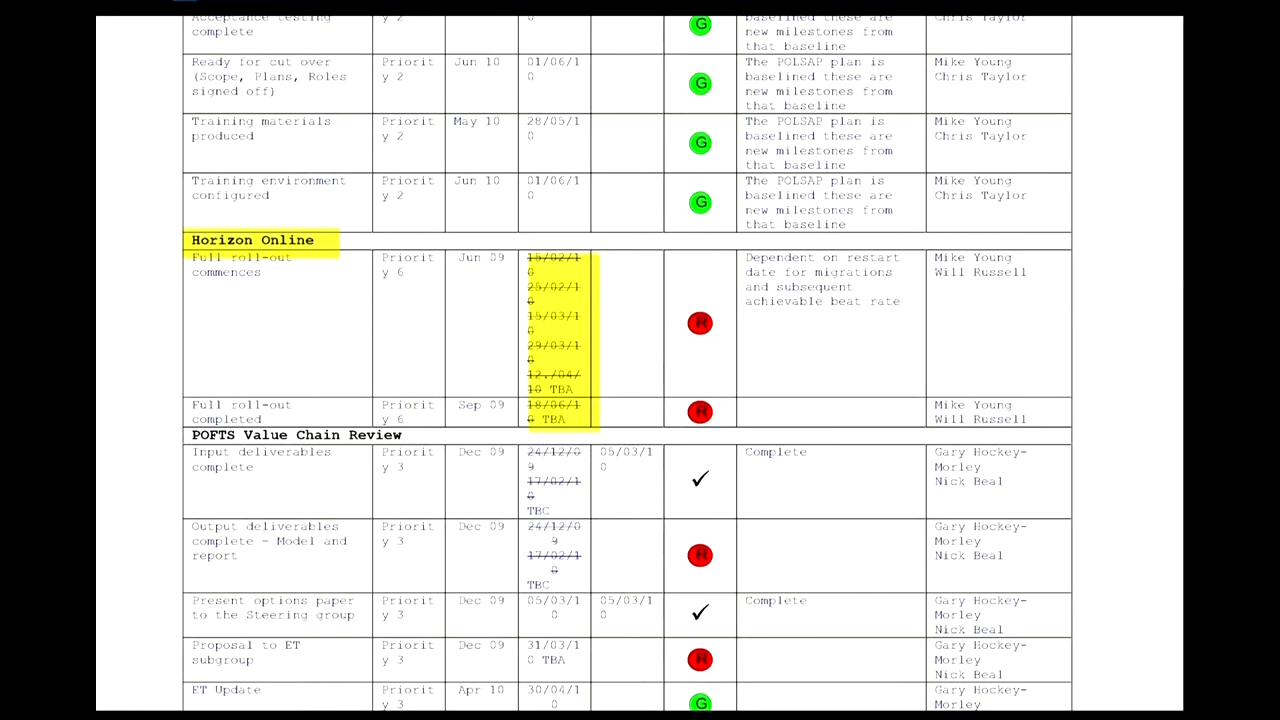 Acceptance testing
complete
Priorit
y 2
0
G
baselined these are
new milestones from
that baseline
Chris Taylor
Ready for cut over
(Scope, Plans, Roles
signed off)
Priorit
y 2
Jun 10
01/06/1
0
G
The POLSAP plan is
baselined these are
new milestones from
that baseline
Mike Young
Chris Taylor
Training materials
produced
Priorit
y 2
May 10
28/05/1
0
G
The POLSAP plan is
baselined these are
new milestones from
that baseline
Mike Young
Chris Taylor
Training environment
configured
Priorit
y 2
Jun 10
01/06/1
0
G
The POLSAP plan is
baselined these are
new milestones from
that baseline
Mike Young
Chris Taylor
Horizon Online
Full roll-out
commences
Priorit
y 6
Jun 09
15/02/1
0
25/02/1
0
15/03/1
0
29/03/1
0
12./04/
10 TBA
R
Dependent on restart
date for migrations
and subsequent
achievable beat rate
Mike Young
Will Russell
Full roll-out
completed
Priorit
y 6
Sep 09
18/06/1
0 TBA
R
Mike Young
Will Russell
POFTS Value Chain Review
Input deliverables
complete
Priorit
y 3
Dec 09
24/12/0
9
17/02/1
0
TBC
05/03/1
0
Complete
Gary Hockey-
Morley
Nick Beal
Output deliverables
complete – Model and
report
Priorit
y 3
Dec 09
24/12/0
9
17/02/1
0
TBC
R
Gary Hockey-
Morley
Nick Beal
Present options paper
to the Steering group
Priorit
y 3
Dec 09
05/03/1
0
05/03/1
0
Complete
Gary Hockey-
Morley
Nick Beal
Proposal to ET
subgroup
Priorit
y 3
Dec 09
31/03/1
0 TBA
R
Gary Hockey-
Morley
Nick Beal
ET Update
Priorit
y 3
Apr 10
30/04/1
0
G
Gary Hockey-
Morley